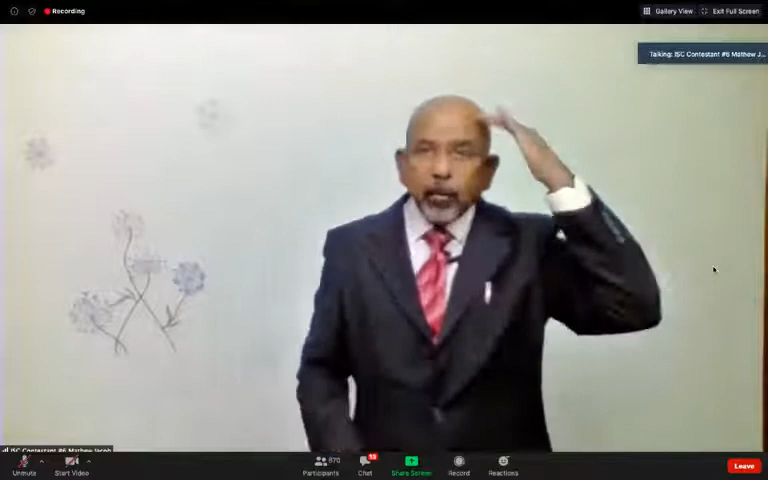 Recording
Gallery View
Exit Full Screen
Talking: ISC Contestant #6 Mathew J...
ISC Contestant #6 Mathew Jacob
Unmute
Start Video
Participants
870
Chat
Share Screen
Record
Reactions
Leave